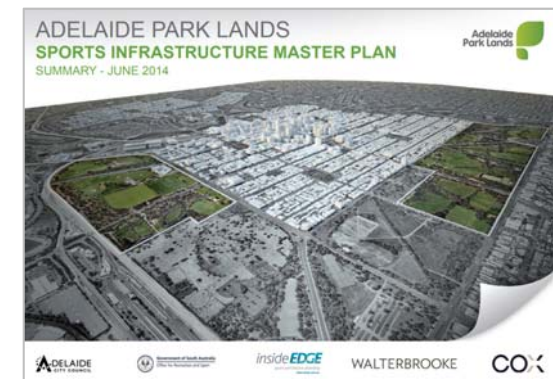 ADELAIDE PARK LANDS
SPORTS INFRASTRUCTURE MASTER PLAN
SUMMARY - JUNE 2014
Adelaide
Park Lands
ADELAIDE
CITY COUNCIL
Government of South Australia
Office for Recreation and Sport
insideEDGE
WALTERBROOKE
COX